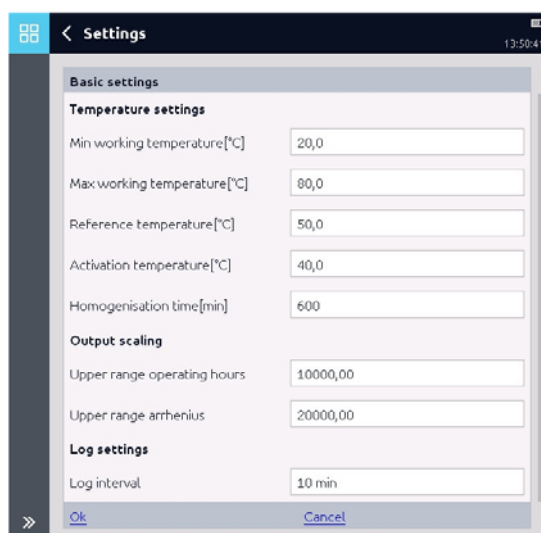 Settings
13:50:41
Basic settings
Temperature settings
Min working temperature[°C] 20,0
Max working temperature[°C] 80,0
Reference temperature[°C] 50,0
Activation temperature[°C] 40,0
Homogenisation time[min] 600
Output scaling
Upper range operating hours 10000,00
Upper range arrhenius 20000,00
Log settings
Log interval 10 min
Ok Cancel